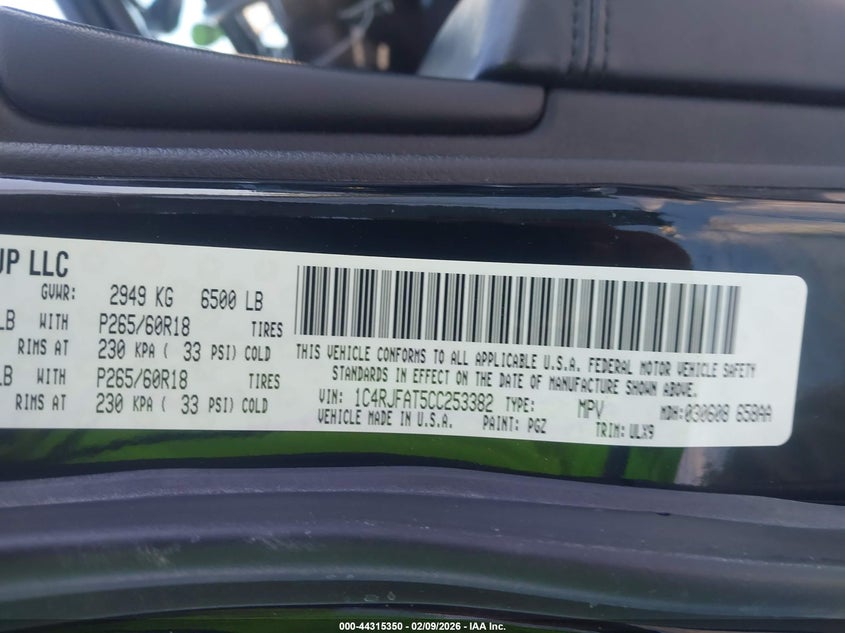 UP LLC
GVWR: 2949 KG 6500 LB
LB WITH P265/60R18 TIRES
RIMS AT 230 KPA ( 33 PSI) COLD
LB WITH P265/60R18 TIRES
RIMS AT 230 KPA ( 33 PSI) COLD
THIS VEHICLE CONFORMS TO ALL APPLICABLE U.S.A. FEDERAL MOTOR VEHICLE SAFETY
STANDARDS IN EFFECT ON THE DATE OF MANUFACTURE SHOWN ABOVE.
VIN: 1C4RJFAT5CC253382 TYPE: MPV MDH: 030608 658AA
VEHICLE MADE IN U.S.A. PAINT: PGZ TRIM: ULX9
000-44315350 - 02/09/2026 - IAA Inc.